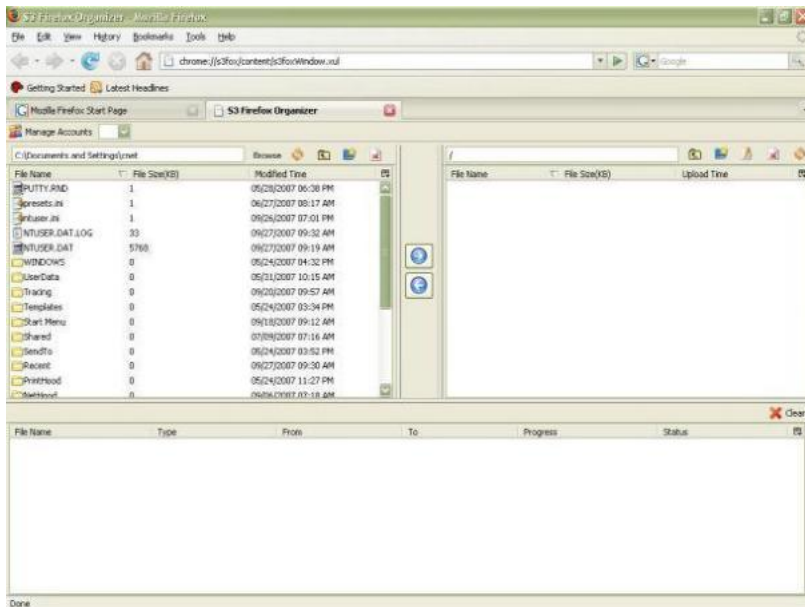 S3 Firefox Organizer - Mozilla Firefox
File Edit View History Bookmarks Tools Help
chrome://s3fox/content/s3foxWindow.xul
Google
Getting Started Latest Headlines
Mozilla Firefox Start Page S3 Firefox Organizer
Manage Accounts
C:\Documents and Settings\cnet Browse /
File Name File Size(KB) Modified Time File Name File Size(KB) Upload Time
PUTTY.RND 1 05/28/2007 06:38 PM
presets.ini 1 06/27/2007 08:17 AM
ntuser.ini 1 09/26/2007 07:01 PM
NTUSER.DAT.LOG 33 09/27/2007 09:32 AM
NTUSER.DAT 5760 09/27/2007 09:19 AM
WINDOWS 0 05/24/2007 04:32 PM
UserData 0 05/31/2007 10:15 AM
Tracing 0 09/20/2007 09:57 AM
Templates 0 05/24/2007 03:34 PM
Start Menu 0 09/18/2007 09:12 AM
Shared 0 07/09/2007 07:16 AM
SendTo 0 05/24/2007 03:52 PM
Recent 0 09/27/2007 09:30 AM
PrintHood 0 05/24/2007 11:27 PM
NetHood 0 09/06/2007 07:18 AM
Clear
File Name Type From To Progress Status
Done